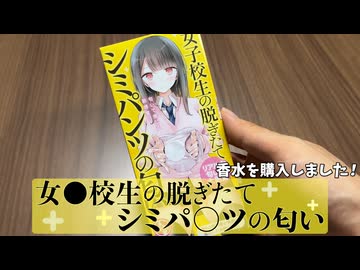 女子校生の脱ぎたて
シミパンツの
香水を購入しました!
女●校生の脱ぎたて
シミパ◯ツの匂い